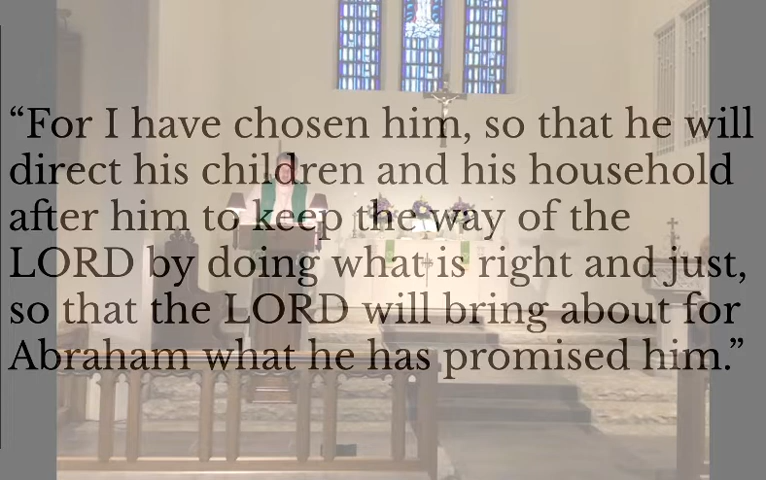 “For I have chosen him, so that he will
direct his children and his household
after him to keep the way of the
LORD by doing what is right and just,
so that the LORD will bring about for
Abraham what he has promised him.”